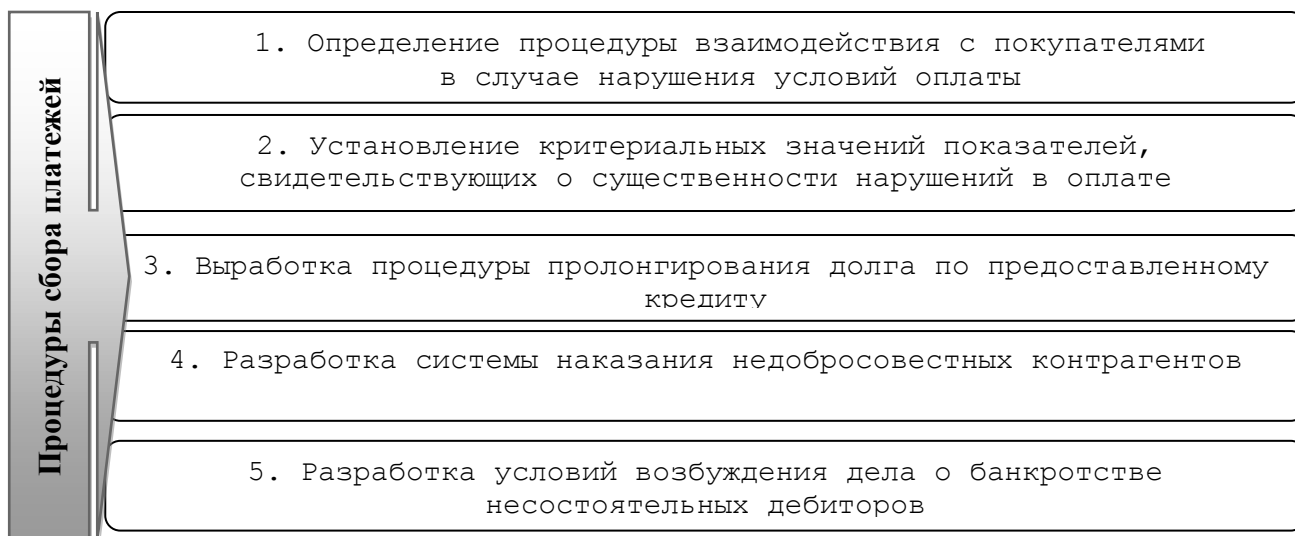 Процедуры сбора платежей
1. Определение процедуры взаимодействия с покупателями
в случае нарушения условий оплаты
2. Установление критериальных значений показателей,
свидетельствующих о существенности нарушений в оплате
3. Выработка процедуры пролонгирования долга по предоставленному
кредиту
4. Разработка системы наказания недобросовестных контрагентов
5. Разработка условий возбуждения дела о банкротстве
несостоятельных дебиторов